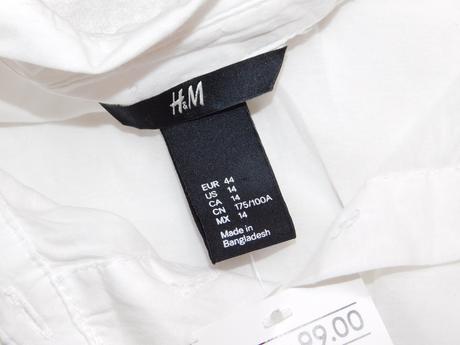 H&M
EUR 44
US 14
CA 14
CN 175/100A
MX 14
Made in
Bangladesh
99.00